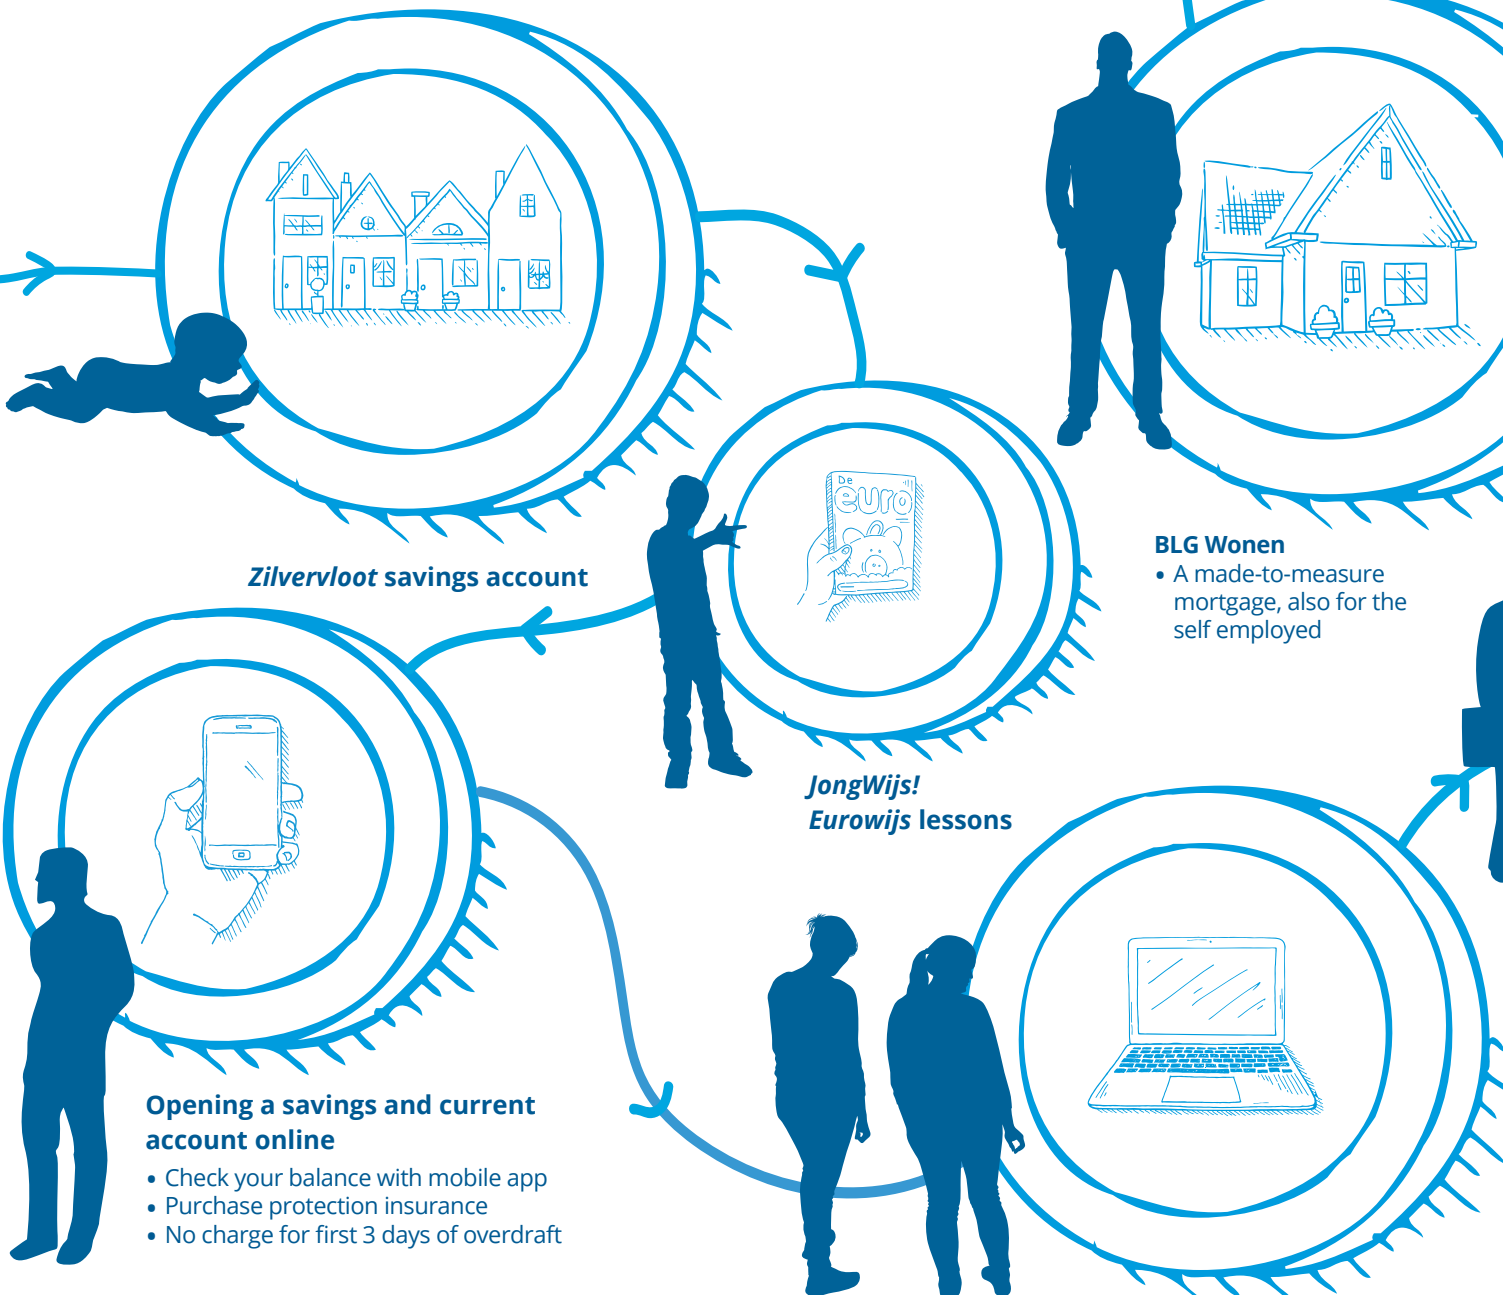 De
euro
Zilvervloot savings account
BLG Wonen
• A made-to-measure
mortgage, also for the
self employed
JongWijs!
Eurowijs lessons
Opening a savings and current
account online
• Check your balance with mobile app
• Purchase protection insurance
• No charge for first 3 days of overdraft